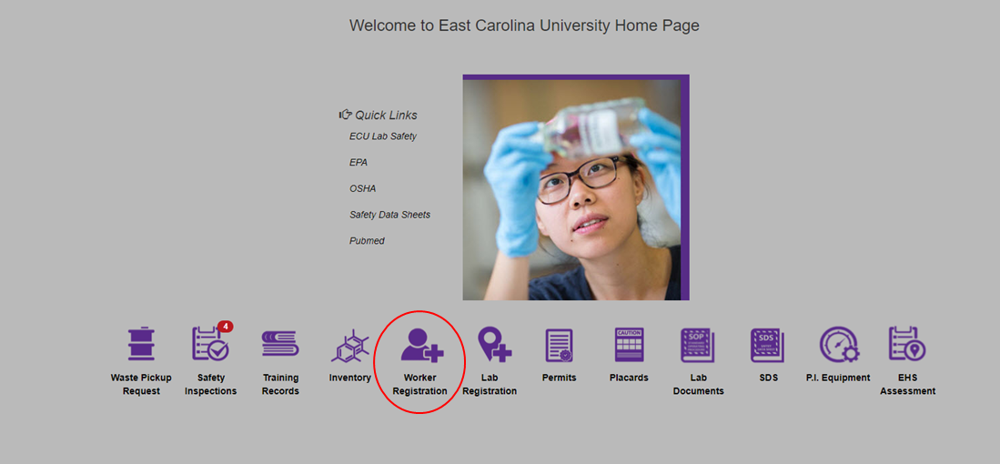 Welcome to East Carolina University Home Page
Quick Links
ECU Lab Safety
EPA
OSHA
Safety Data Sheets
Pubmed
4
CAUTION
SOP
SDS
Waste Pickup
Request
Safety
Inspections
Training
Records
Inventory
Worker
Registration
Lab
Registration
Permits
Placards
Lab
Documents
SDS
P.I. Equipment
EHS
Assessment